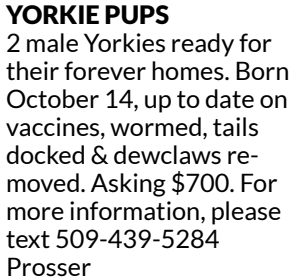 YORKIE PUPS
2 male Yorkies ready for
their forever homes. Born
October 14, up to date on
vaccines, wormed, tails
docked & dewclaws re-
moved. Asking $700. For
more information, please
text 509-439-5284
Prosser